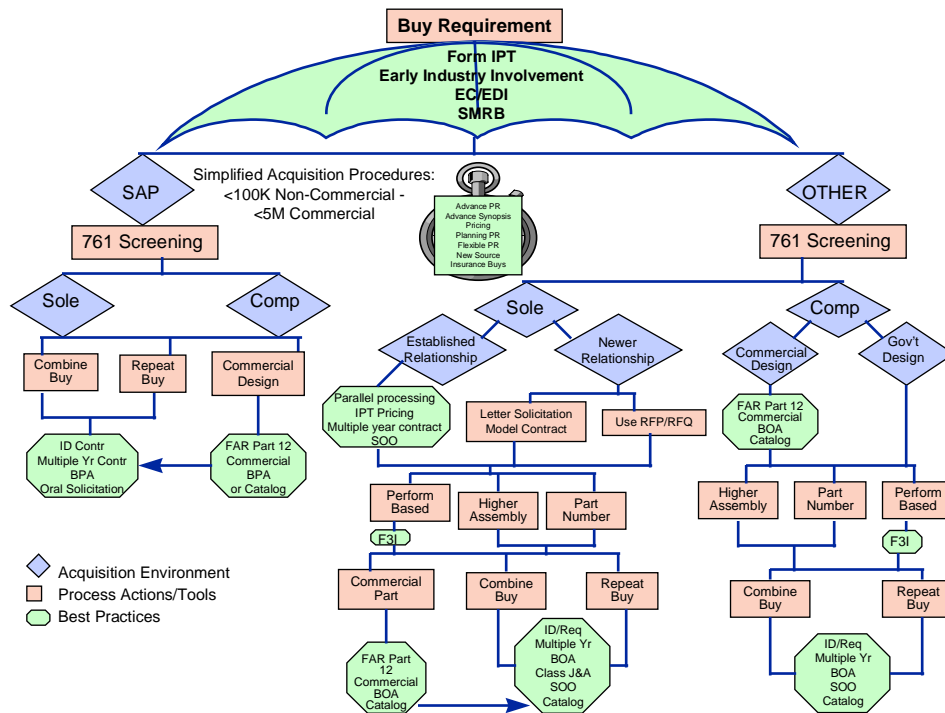 Buy Requirement
Form IPT
Early Industry Involvement
EC/EDI
SMRB
SAP
Simplified Acquisition Procedures:
<100K Non-Commercial -
<5M Commercial
Advance PR
Advance Synopsis
Pricing
Planning PR
Flexible PR
New Source
Insurance Buys
OTHER
761 Screening
761 Screening
Sole
Comp
Sole
Comp
Established
Relationship
Newer
Relationship
Commercial
Design
Gov't
Design
Combine
Buy
Repeat
Buy
Commercial
Design
Parallel processing
IPT Pricing
Multiple year contract
SOO
Letter Solicitation
Model Contract
Use RFP/RFQ
FAR Part 12
Commercial
BOA
Catalog
ID Contr
Multiple Yr Contr
BPA
Oral Solicitation
FAR Part 12
Commercial
BPA
or Catalog
Perform
Based
Higher
Assembly
Part
Number
Higher
Assembly
Part
Number
Perform
Based
F3I
F3I
Acquisition Environment
Process Actions/Tools
Best Practices
Commercial
Part
Combine
Buy
Repeat
Buy
Combine
Buy
Repeat
Buy
FAR Part
12
Commercial
BOA
Catalog
ID/Req
Multiple Yr
BOA
Class J&A
SOO
Catalog
ID/Req
Multiple Yr
BOA
SOO
Catalog